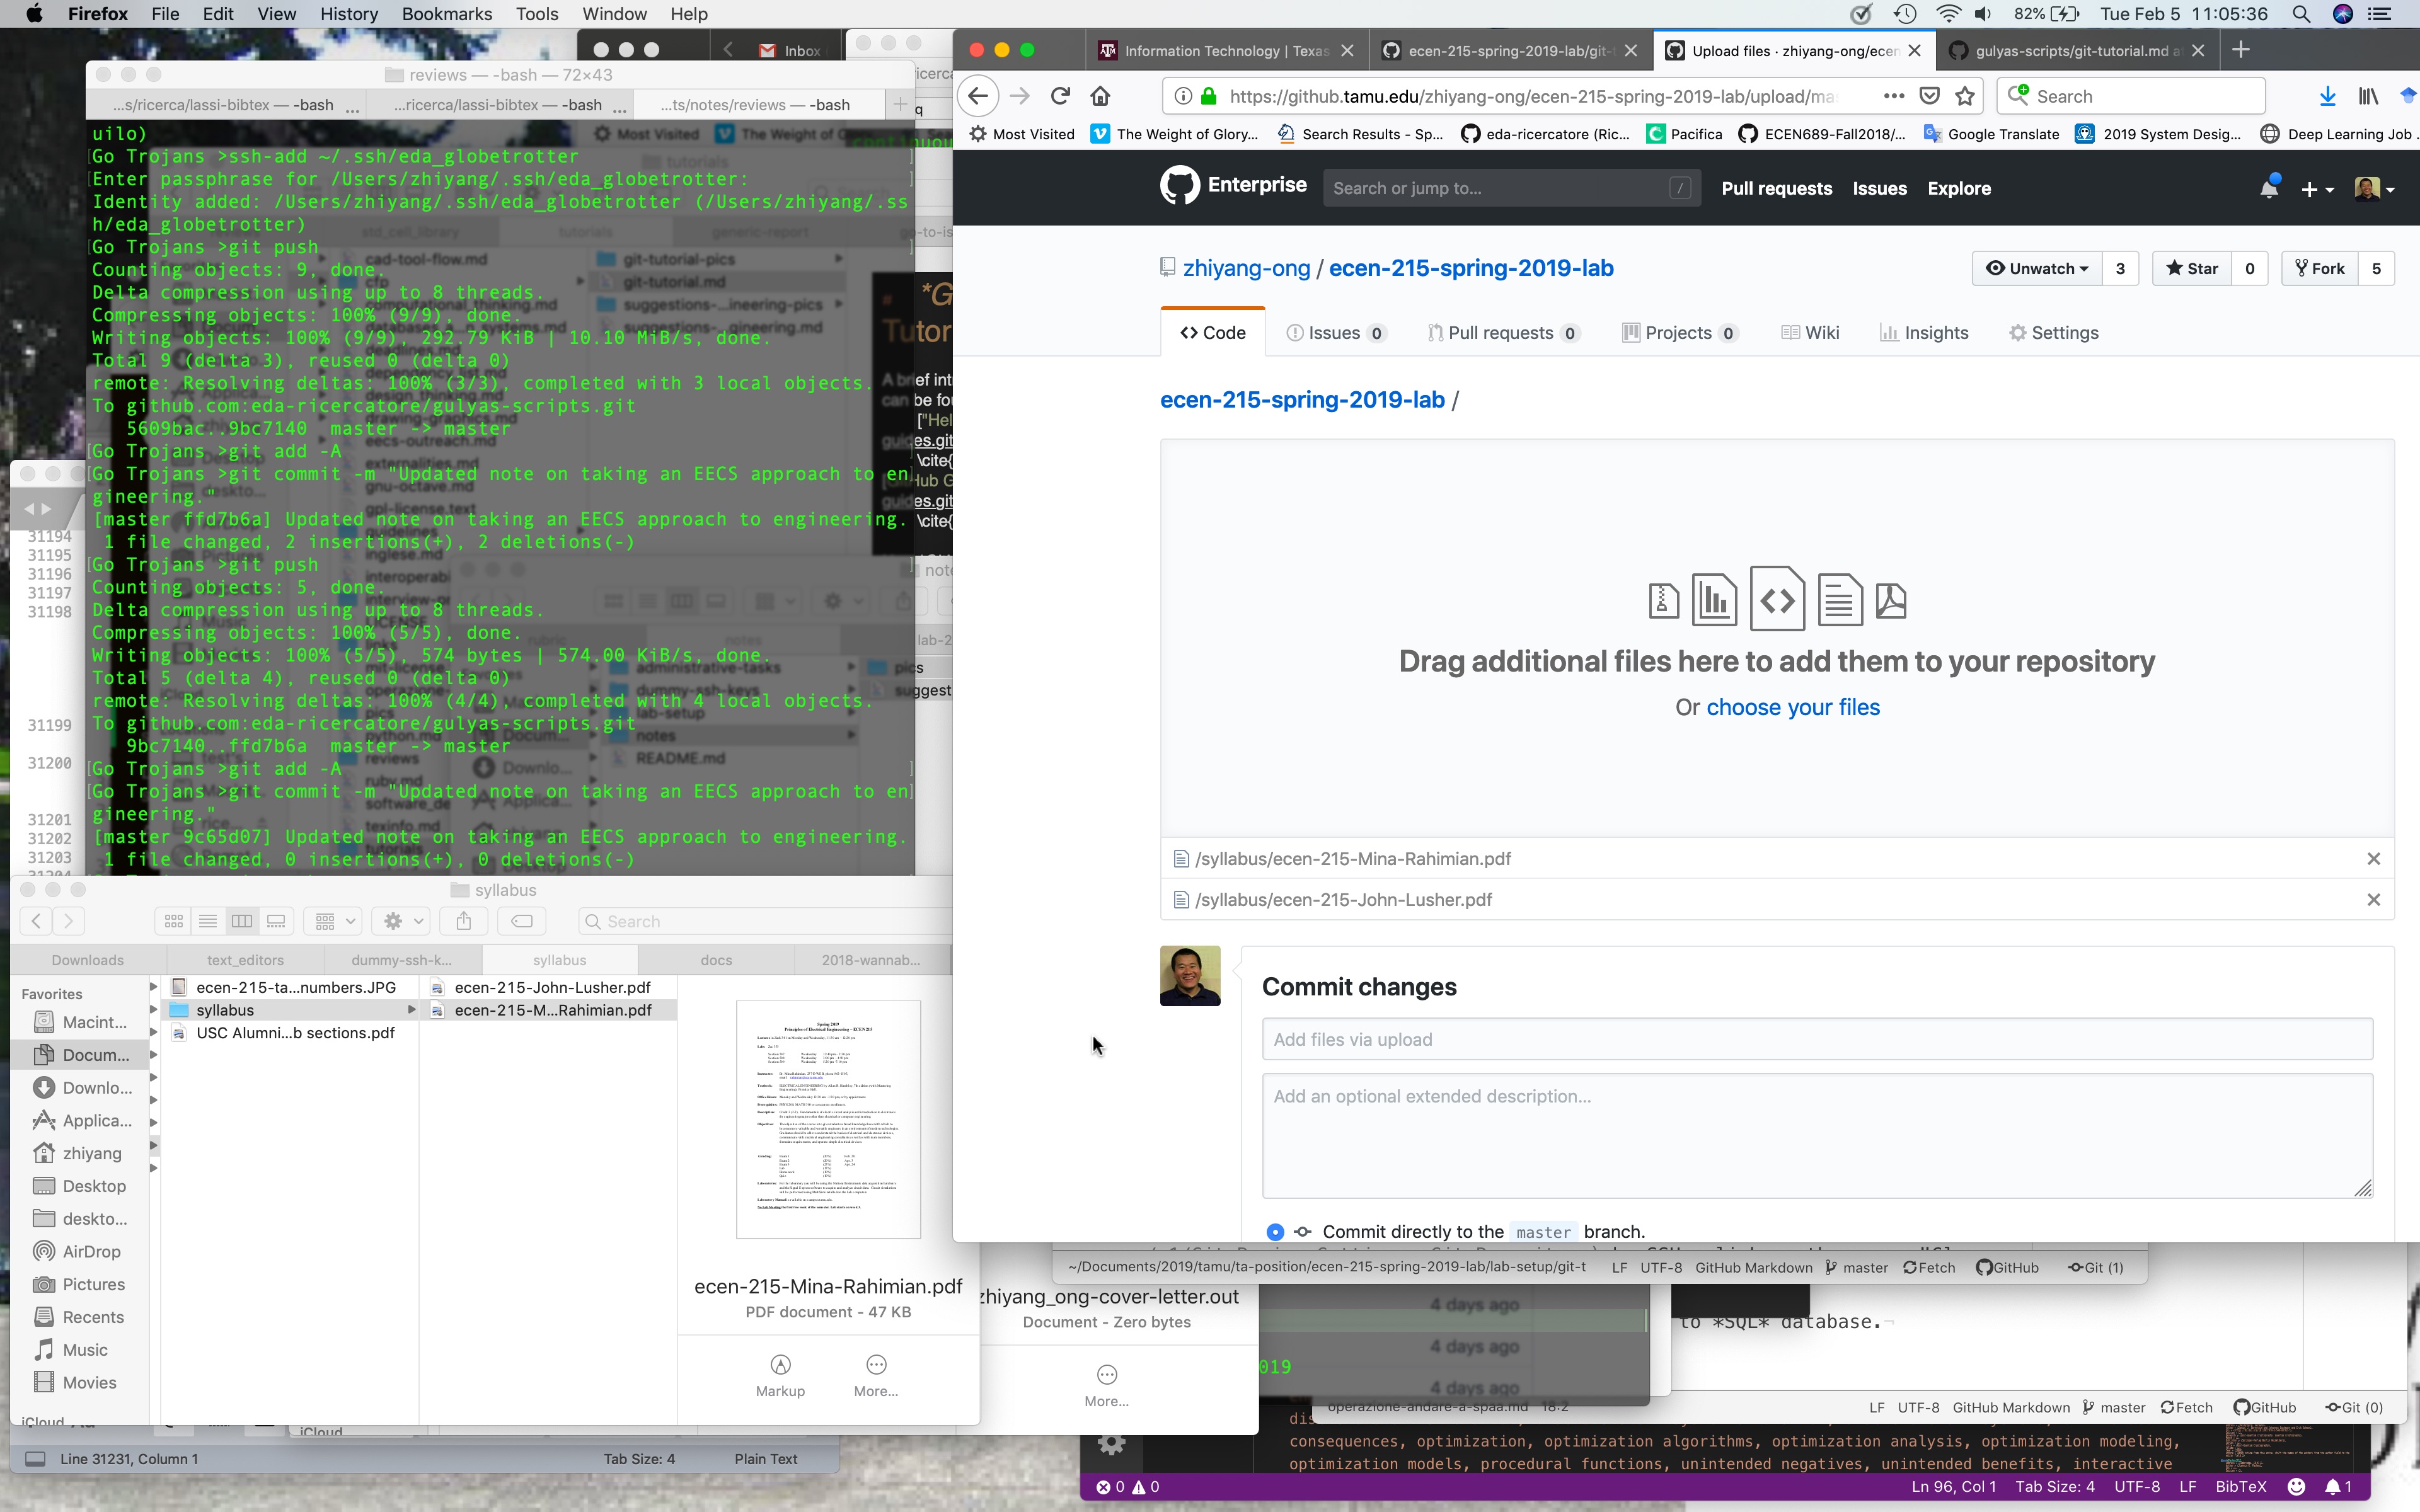 Firefox File Edit View History Bookmarks Tools Window Help
82% Tue Feb 5 11:05:36
Inbox
reviews — -bash — 72×43
...s/ricerca/lassi-bibtex — -bash ...
...ricerca/lassi-bibtex — -bash ...
...ts/notes/reviews — -bash
uilo)
Go Trojans >ssh-add ~/.ssh/eda_globetrotter
Enter passphrase for /Users/zhiyang/.ssh/eda_globetrotter:
Identity added: /Users/zhiyang/.ssh/eda_globetrotter (/Users/zhiyang/.ss
h/eda_globetrotter)
Go Trojans >git push
Counting objects: 9, done.
Delta compression using up to 8 threads.
Compressing objects: 100% (9/9), done.
Writing objects: 100% (9/9), 292.79 KiB | 10.10 MiB/s, done.
Total 9 (delta 3), reused 0 (delta 0)
remote: Resolving deltas: 100% (3/3), completed with 3 local objects.
To github.com:eda-ricercatore/gulyas-scripts.git
5609bac..9bc7140 master -> master
Go Trojans >git add -A
Go Trojans >git commit -m "Updated note on taking an EECS approach to en
gineering."
[master ffd7b6a] Updated note on taking an EECS approach to engineering.
1 file changed, 2 insertions(+), 2 deletions(-)
Go Trojans >git push
Counting objects: 5, done.
Delta compression using up to 8 threads.
Compressing objects: 100% (5/5), done.
Writing objects: 100% (5/5), 574 bytes | 574.00 KiB/s, done.
Total 5 (delta 4), reused 0 (delta 0)
remote: Resolving deltas: 100% (4/4), completed with 4 local objects.
To github.com:eda-ricercatore/gulyas-scripts.git
9bc7140..ffd7b6a master -> master
Go Trojans >git add -A
Go Trojans >git commit -m "Updated note on taking an EECS approach to en
gineering."
[master 9c65d07] Updated note on taking an EECS approach to engineering.
1 file changed, 0 insertions(+), 0 deletions(-)
31194
31195
31196
31197
31198
31199
31200
31201
31202
31203
Information Technology | Texas
ecen-215-spring-2019-lab/git-t
Upload files · zhiyang-ong/ecen
gulyas-scripts/git-tutorial.md a
https://github.tamu.edu/zhiyang-ong/ecen-215-spring-2019-lab/upload/ma
Search
Most Visited
The Weight of Glory...
Search Results - Sp...
eda-ricercatore (Ric...
Pacifica
ECEN689-Fall2018/...
Google Translate
2019 System Desig...
Deep Learning Job
Enterprise
Search or jump to... /
Pull requests Issues Explore
zhiyang-ong / ecen-215-spring-2019-lab
Unwatch 3
Star 0
Fork 5
Code
Issues 0
Pull requests 0
Projects 0
Wiki
Insights
Settings
ecen-215-spring-2019-lab /
Drag additional files here to add them to your repository
Or choose your files
/syllabus/ecen-215-Mina-Rahimian.pdf
/syllabus/ecen-215-John-Lusher.pdf
Commit changes
Add files via upload
Add an optional extended description...
Commit directly to the master branch.
syllabus
Search
Downloads
text_editors
dummy-ssh-k...
syllabus
docs
2018-wannab...
Favorites
Macint...
Docum...
Downlo...
Applica...
zhiyang
Desktop
deskto...
AirDrop
Pictures
Recents
Music
Movies
iCloud
ecen-215-ta...numbers.JPG
syllabus
USC Alumni...b sections.pdf
ecen-215-John-Lusher.pdf
ecen-215-M...Rahimian.pdf
ecen-215-Mina-Rahimian.pdf
PDF document - 47 KB
Markup
More...
zhiyang_ong-cover-letter.out
Document - Zero bytes
More...
~/Documents/2019/tamu/ta-position/ecen-215-spring-2019-lab/lab-setup/git-t
LF UTF-8 GitHub Markdown master Fetch GitHub Git (1)
4 days ago
4 days ago
4 days ago
019
to *SQL* database.
operazione-andare-a-spaa.md 18:2
LF UTF-8 GitHub Markdown master Fetch GitHub Git (0)
consequences, optimization, optimization algorithms, optimization analysis, optimization modeling,
optimization models, procedural functions, unintended negatives, unintended benefits, interactive
Line 31231, Column 1
Tab Size: 4
Plain Text
0 0
Ln 96, Col 1 Tab Size: 4 UTF-8 LF BibTeX 1